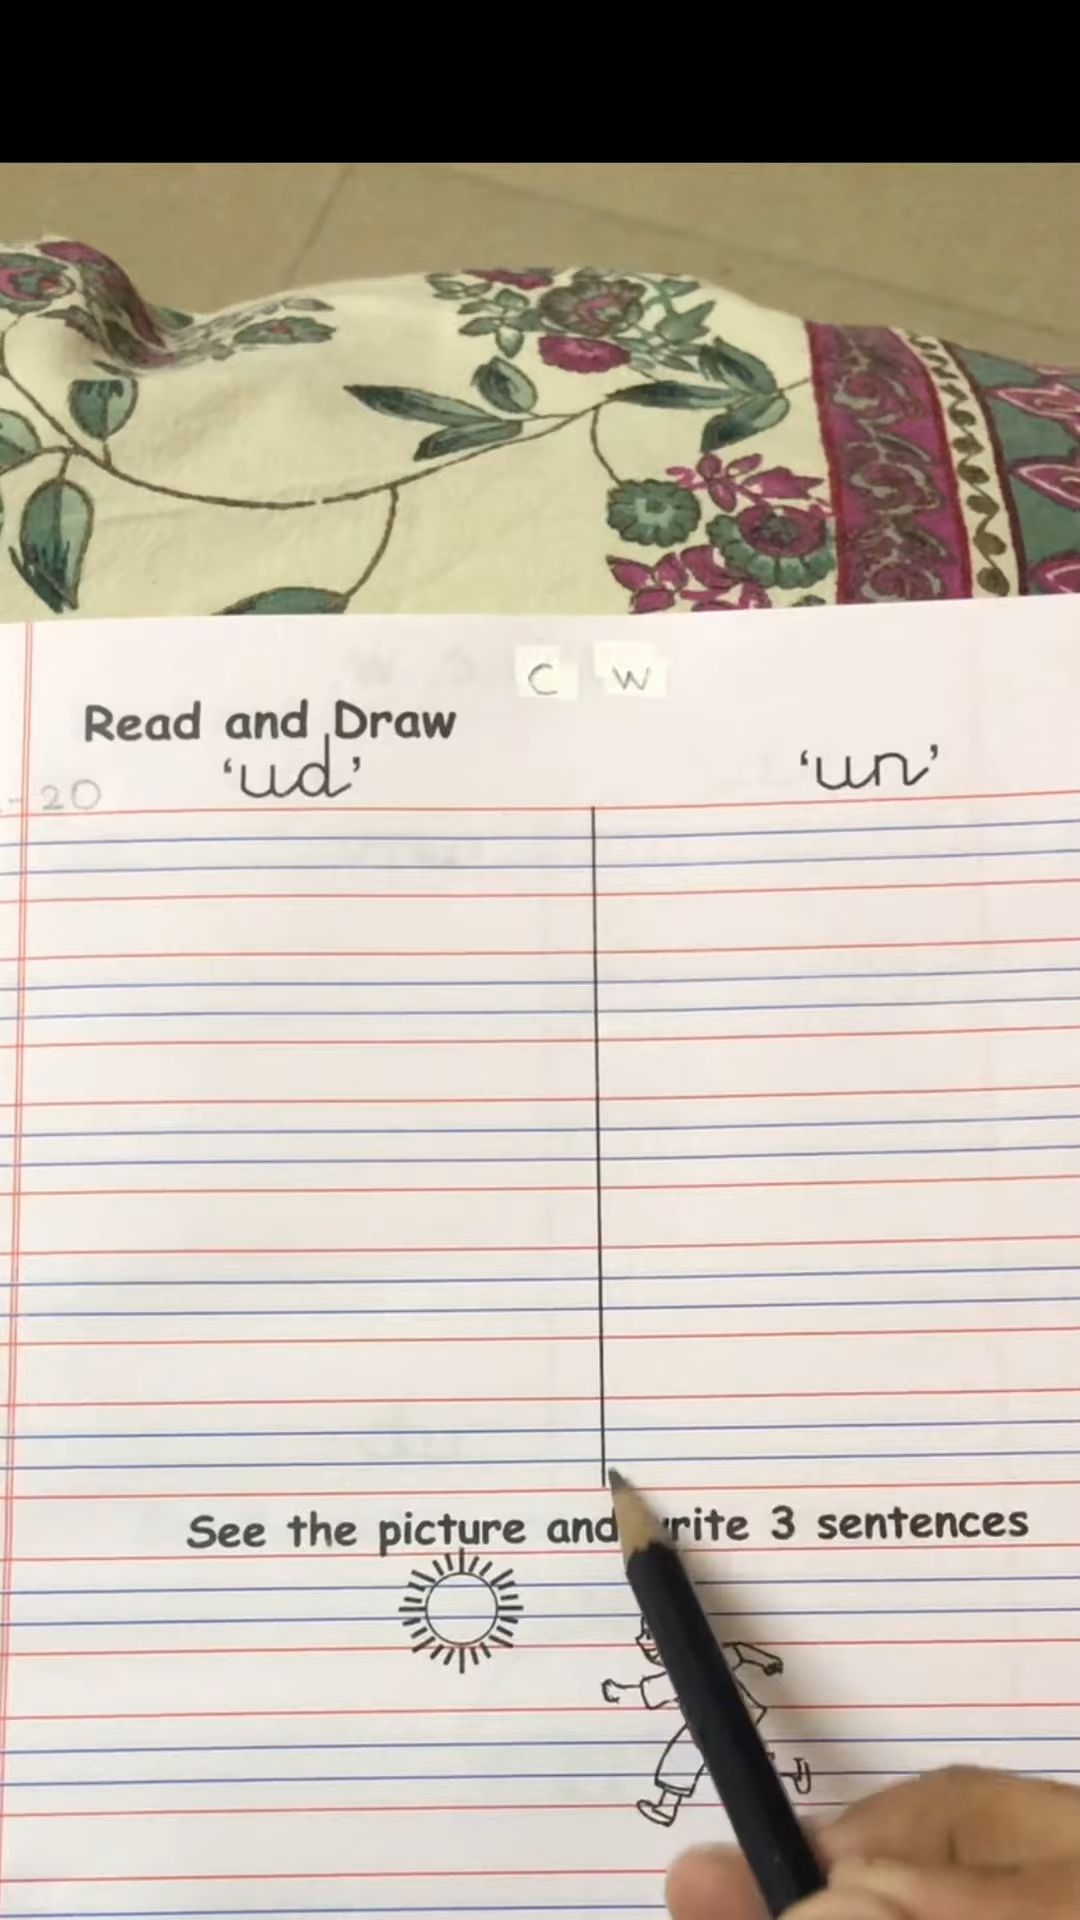 C W
Read and Draw
'ud' 'un'
- 20
See the picture and write 3 sentences